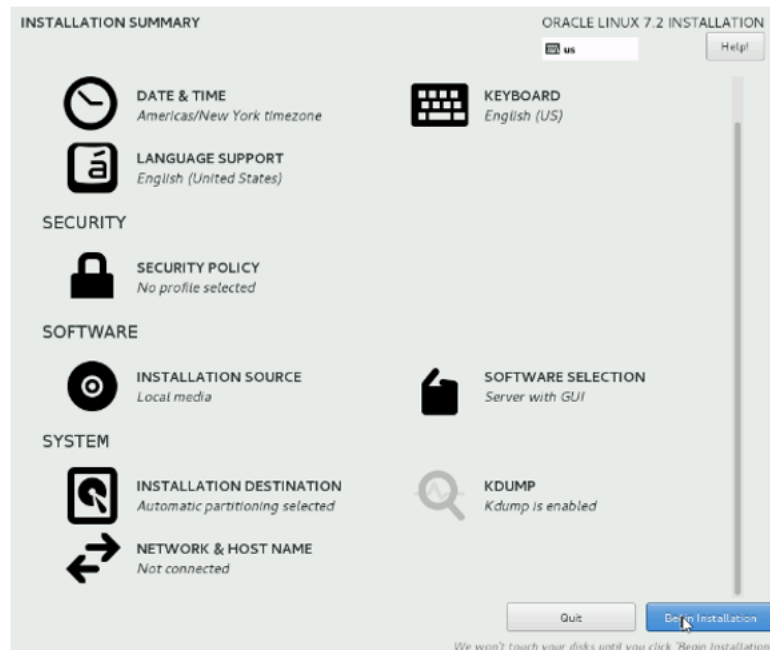 INSTALLATION SUMMARY
ORACLE LINUX 7.2 INSTALLATION
us
Help!
DATE & TIME
Americas/New York timezone
KEYBOARD
English (US)
á
LANGUAGE SUPPORT
English (United States)
SECURITY
SECURITY POLICY
No profile selected
SOFTWARE
INSTALLATION SOURCE
Local media
SOFTWARE SELECTION
Server with GUI
SYSTEM
INSTALLATION DESTINATION
Automatic partitioning selected
KDUMP
Kdump is enabled
NETWORK & HOST NAME
Not connected
Quit
Begin Installation
We won't touch your disks until you click 'Begin Installation